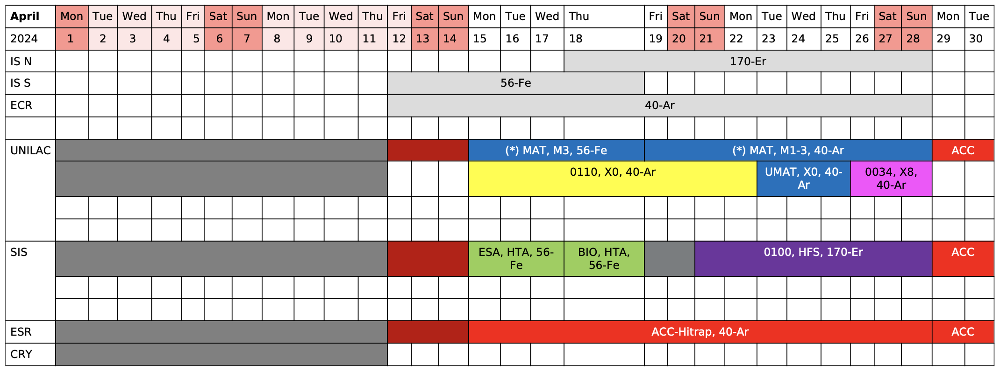 April Mon Tue Wed Thu Fri Sat Sun Mon Tue Wed Thu Fri Sat Sun Mon Tue Wed Thu Fri Sat Sun Mon Tue Wed Thu Fri Sat Sun Mon Tue
2024 1 2 3 4 5 6 7 8 9 10 11 12 13 14 15 16 17 18 19 20 21 22 23 24 25 26 27 28 29 30
IS N 170-Er
IS S 56-Fe
ECR 40-Ar
UNILAC (*) MAT, M3, 56-Fe (*) MAT, M1-3, 40-Ar ACC
0110, X0, 40-Ar UMAT, X0, 40- 0034, X8,
Ar 40-Ar
SIS ESA, HTA, 56- BIO, HTA, 0100, HFS, 170-Er ACC
Fe 56-Fe
ESR ACC-Hitrap, 40-Ar ACC
CRY